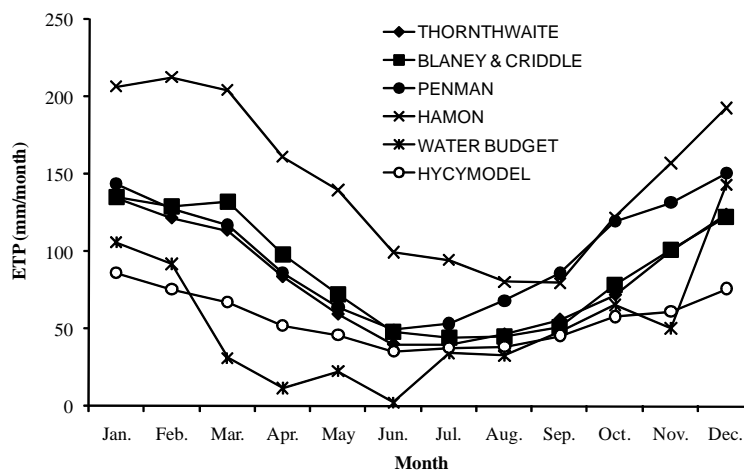 250
200
150
100
50
0
ETP (mm/month)
THORNTHWAITE
BLANEY & CRIDDLE
PENMAN
HAMON
WATER BUDGET
HYCYMODEL
Jan. Feb. Mar. Apr. May Jun. Jul. Aug. Sep. Oct. Nov. Dec.
Month